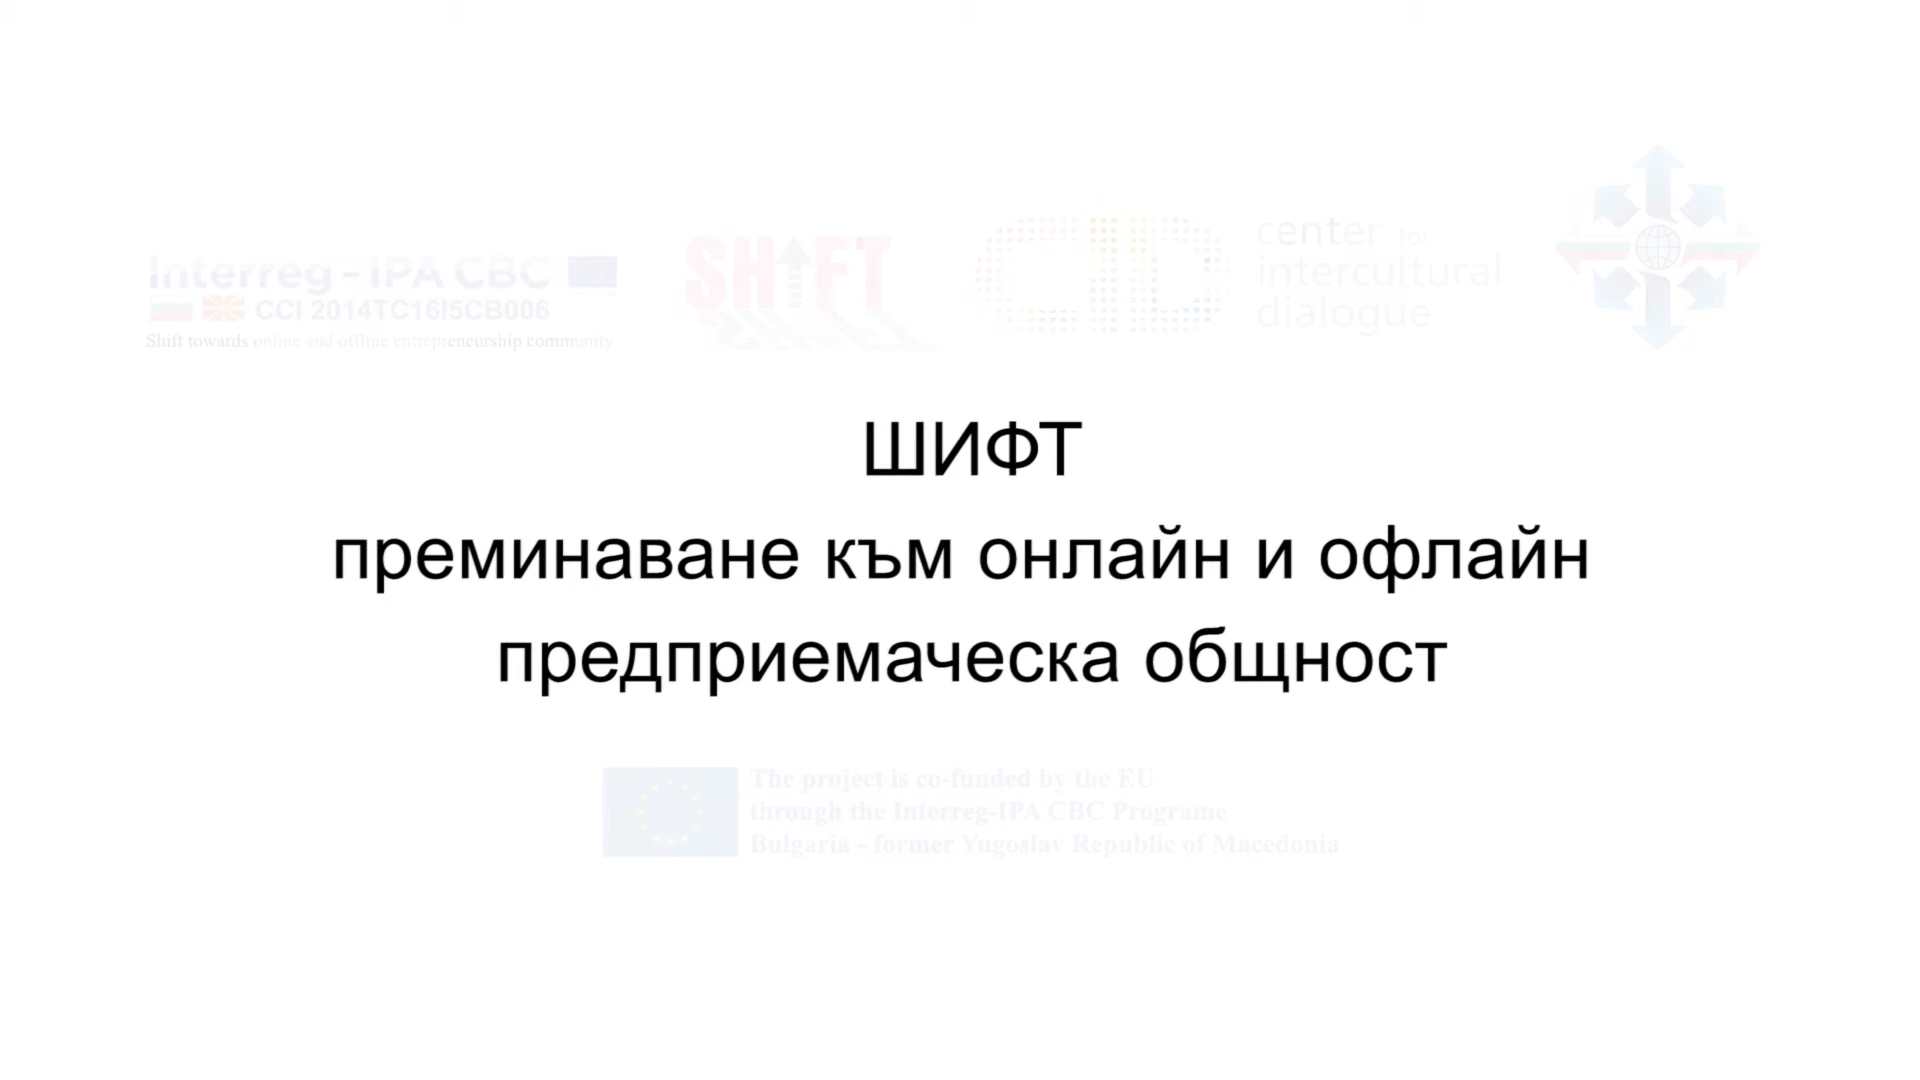 Interreg - IPA CBC
CCI 2014TC16I5CB006
Shift towards online and offline entrepreneurship community
SHIFT
CID
center for
intercultural
dialogue
ШИФТ
преминаване към онлайн и офлайн
предприемаческа общност
The project is co-funded by the EU
through the Interreg-IPA CBC Programe
Bulgaria - former Yugoslav Republic of Macedonia